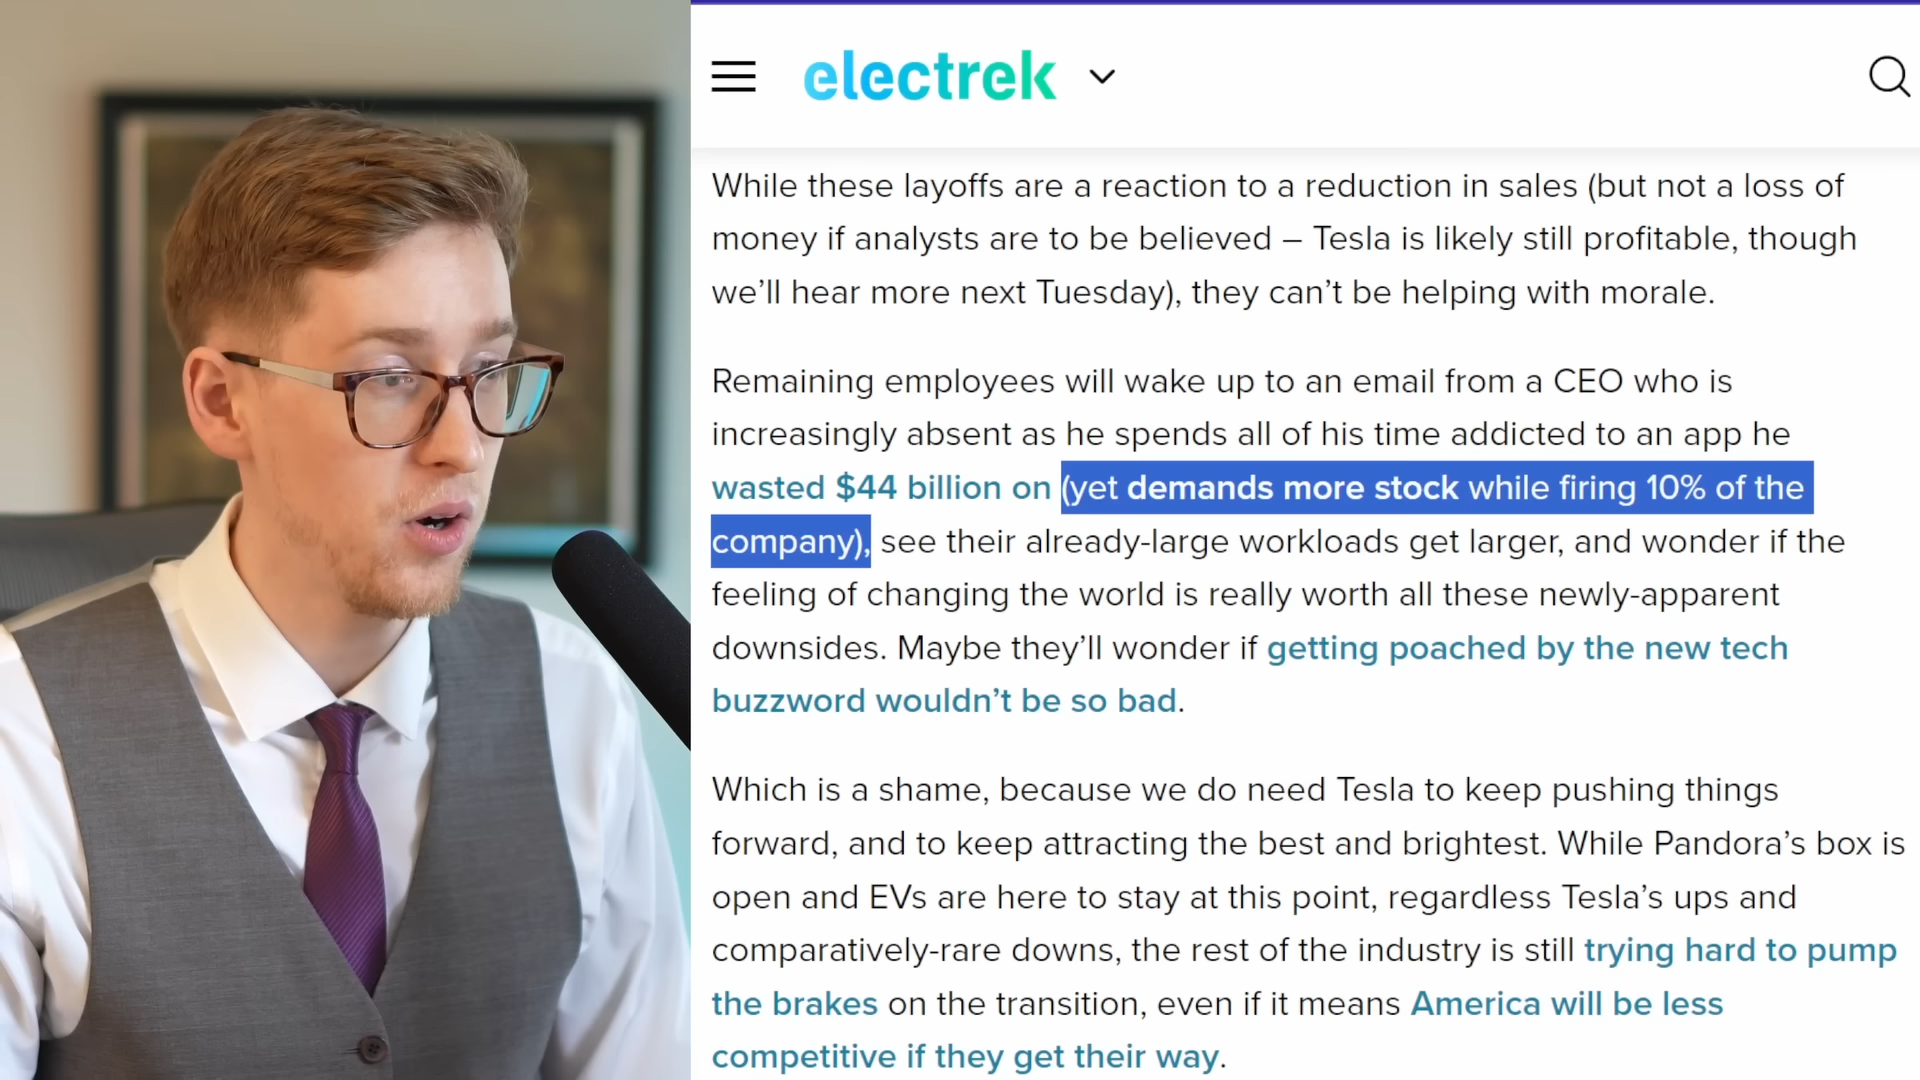 electrek
While these layoffs are a reaction to a reduction in sales (but not a loss of
money if analysts are to be believed – Tesla is likely still profitable, though
we’ll hear more next Tuesday), they can’t be helping with morale.
Remaining employees will wake up to an email from a CEO who is
increasingly absent as he spends all of his time addicted to an app he
wasted $44 billion on (yet demands more stock while firing 10% of the
company), see their already-large workloads get larger, and wonder if the
feeling of changing the world is really worth all these newly-apparent
downsides. Maybe they’ll wonder if getting poached by the new tech
buzzword wouldn’t be so bad.
Which is a shame, because we do need Tesla to keep pushing things
forward, and to keep attracting the best and brightest. While Pandora’s box is
open and EVs are here to stay at this point, regardless Tesla’s ups and
comparatively-rare downs, the rest of the industry is still trying hard to pump
the brakes on the transition, even if it means America will be less
competitive if they get their way.